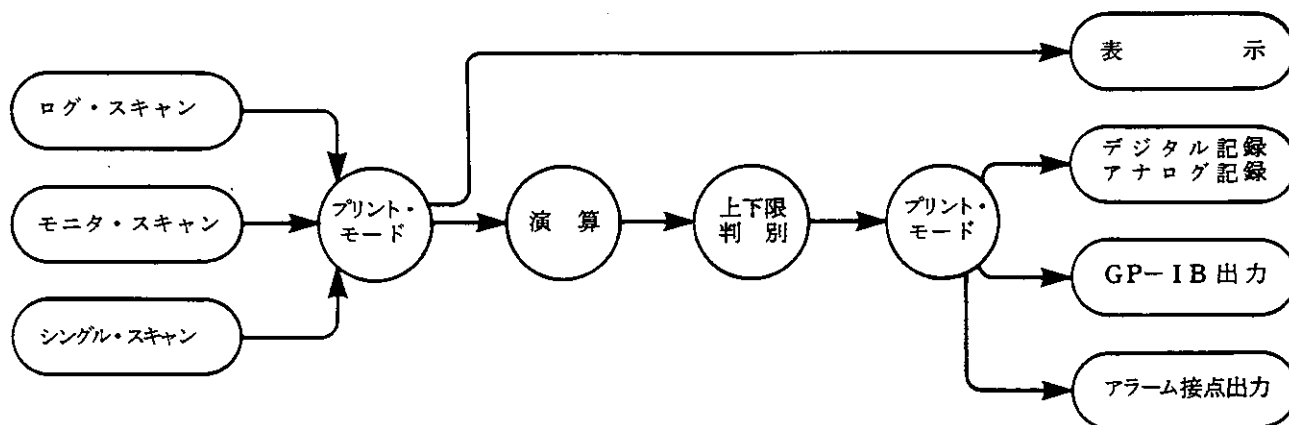 ログ・スキャン
モニタ・スキャン
シングル・スキャン
プリント・
モード
演算
上下限
判別
プリント・
モード
表示
デジタル記録
アナログ記録
GP-IB出力
アラーム接点出力